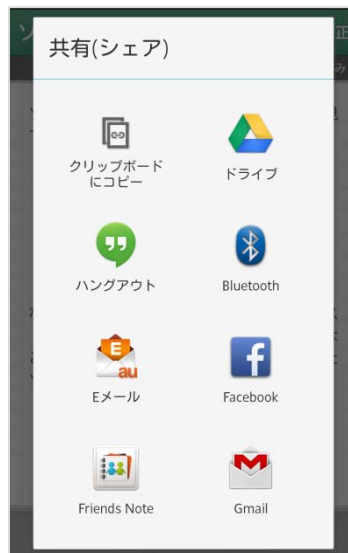 共有(シェア)
クリップボード
にコピー
ドライブ
ハングアウト
Bluetooth
E
au
Eメール
f
Facebook
Friends Note
Gmail